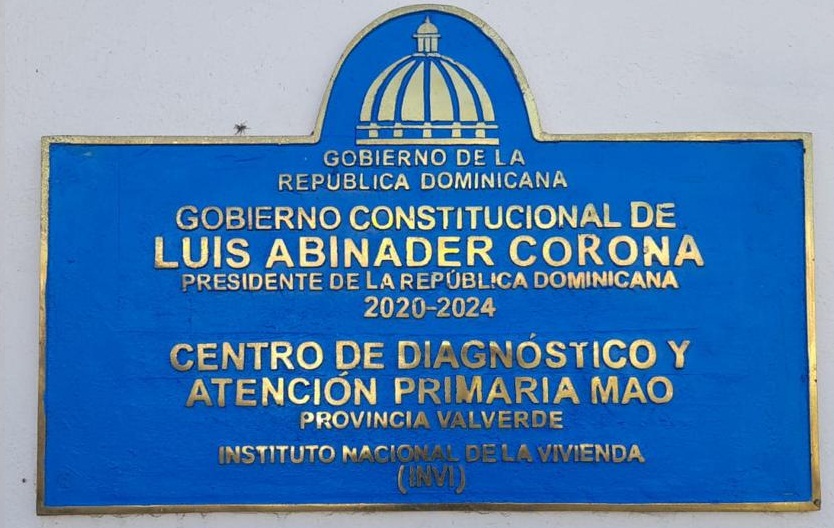 GOBIERNO DE LA
REPÚBLICA DOMINICANA
GOBIERNO CONSTITUCIONAL DE
LUIS ABINADER CORONA
PRESIDENTE DE LA REPÚBLICA DOMINICANA
2020-2024
CENTRO DE DIAGNÓSTICO Y
ATENCIÓN PRIMARIA MAO
PROVINCIA VALVERDE
INSTITUTO NACIONAL DE LA VIVIENDA
(INVI)